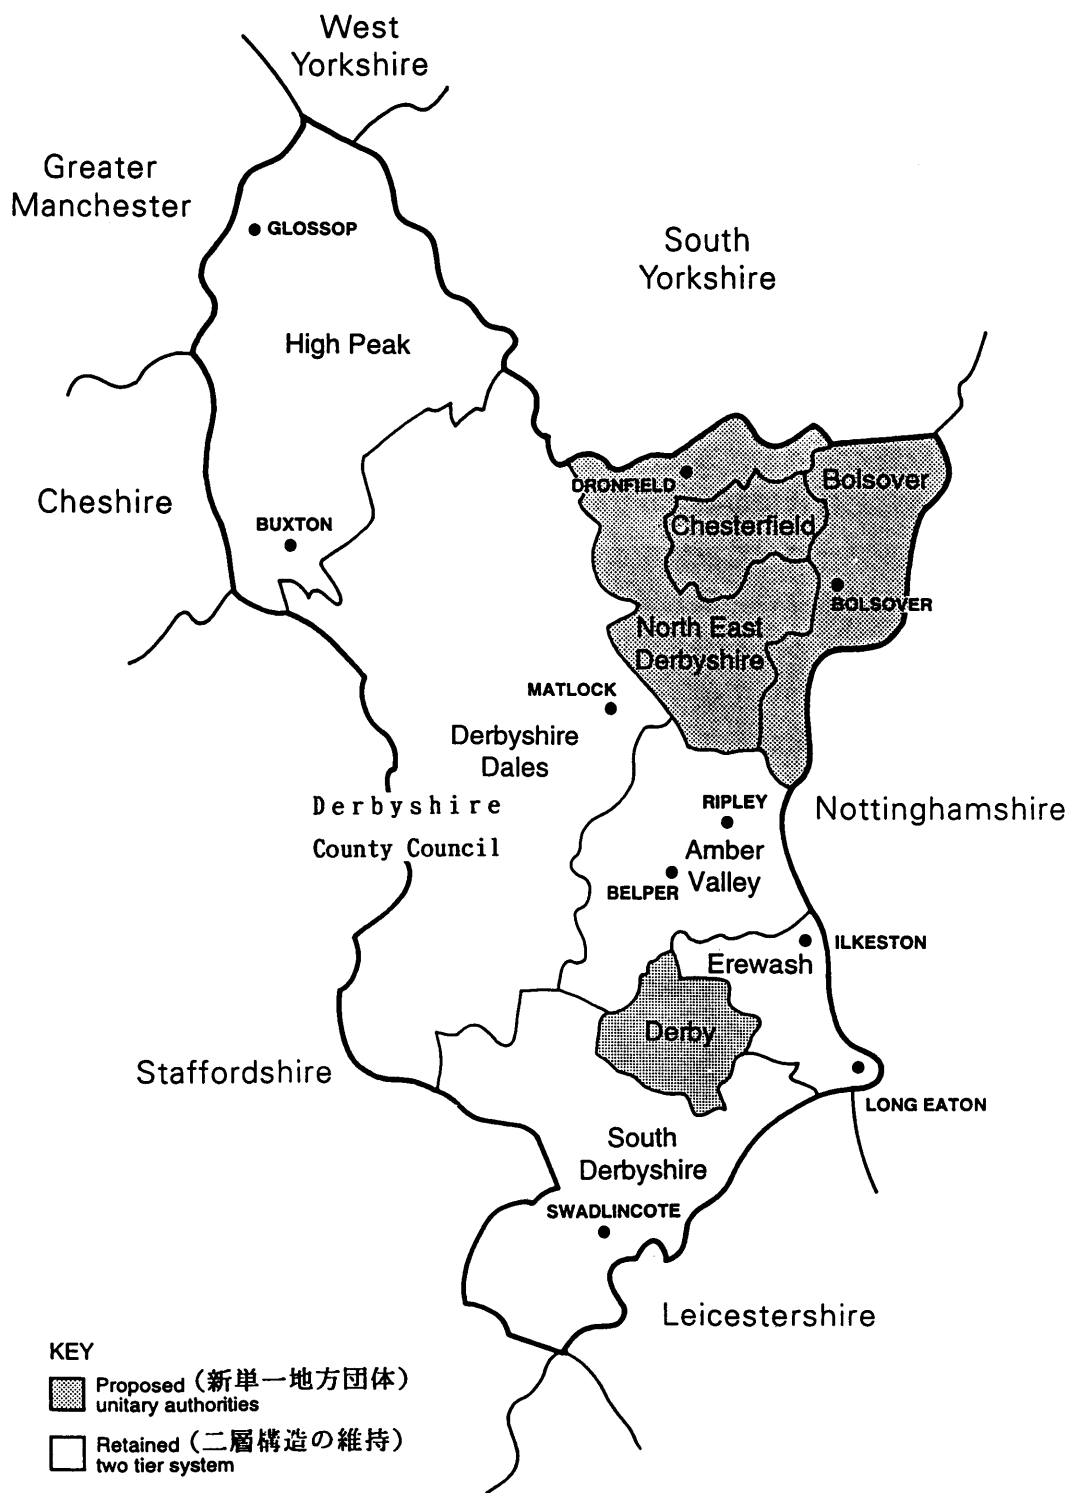 West
Yorkshire
Greater
Manchester
GLOSSOP
South
Yorkshire
High Peak
Cheshire
BUXTON
DRONFIELD
Bolsover
Chesterfield
BOLSOVER
North East
Derbyshire
MATLOCK
Derbyshire
Dales
Derbyshire
County Council
RIPLEY
Nottinghamshire
Amber
Valley
BELPER
ILKESTON
Erewash
Derby
Staffordshire
LONG EATON
South
Derbyshire
SWADLINCOTE
Leicestershire
KEY
Proposed (新単一地方団体)
unitary authorities
Retained (二層構造の維持)
two tier system